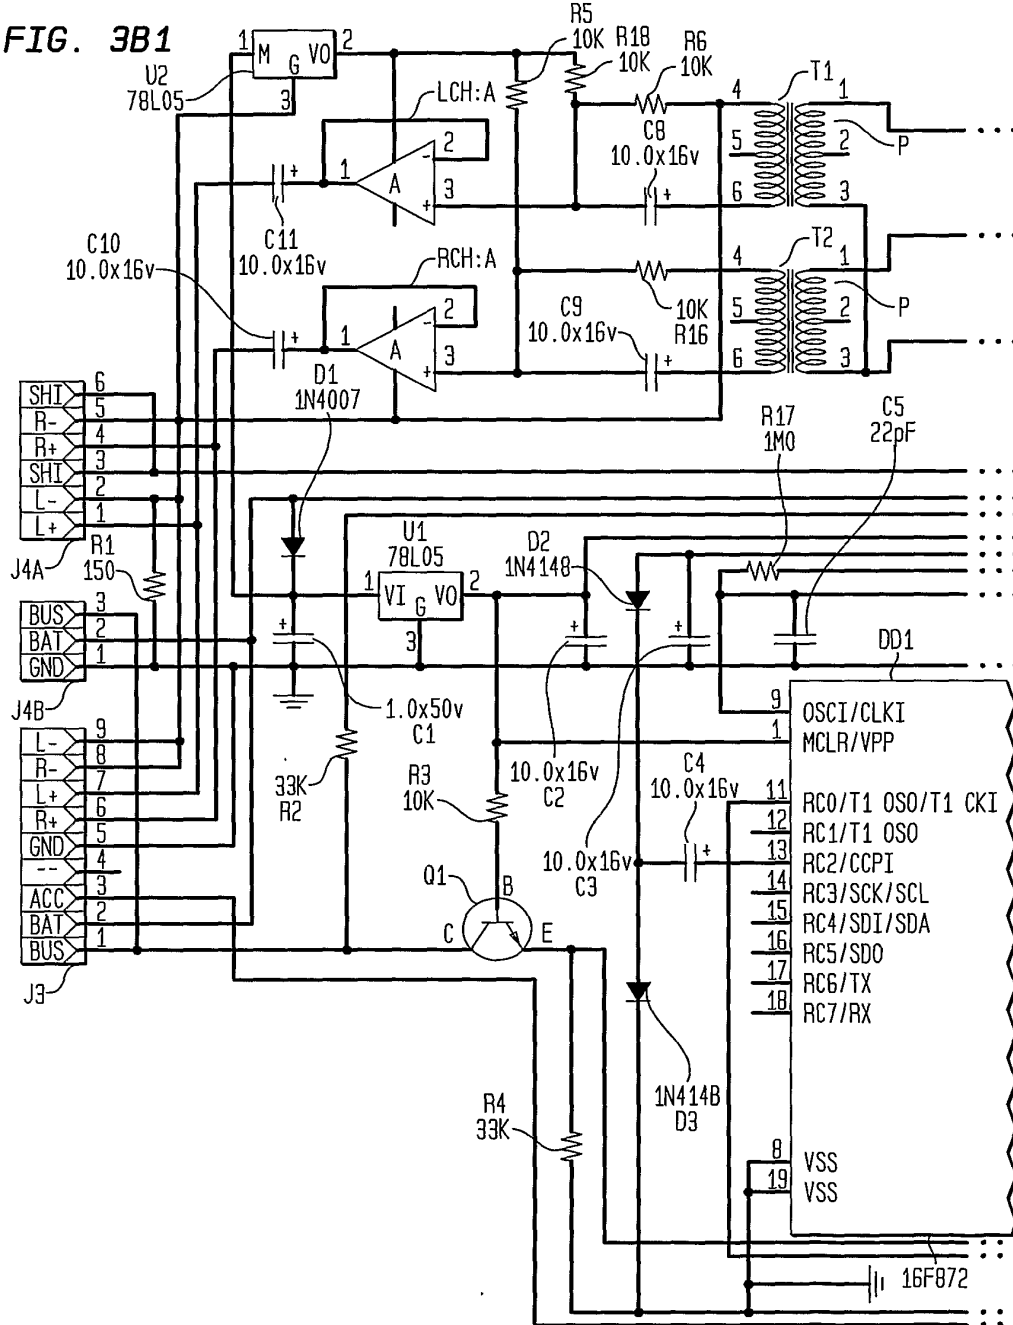 FIG. 3B1
1 M VO 2
G
3
U2
78L05
R5
10K
R18
10K
R6
10K
T1
4 1
5 2
6 3
P
LCH:A
2
1 A
3
- +
C8
10.0x16v
+
C11
10.0x16v
+
C10
10.0x16v
+
RCH:A
2
1 A
3
- +
10K
R16
C9
10.0x16v
+
T2
4 1
5 2
6 3
P
D1
1N4007
SHI 6
R- 5
R+ 4
SHI 3
L- 2
L+ 1
J4A
R1
150
R17
1M0
C5
22pF
U1
78L05
1 VI VO 2
G
3
D2
1N4148
BUS 3
BAT 2
GND 1
J4B
+
1.0x50v
C1
+
10.0x16v
C2
+
10.0x16v
C3
33K
R2
R3
10K
C4
10.0x16v
+
L- 9
R- 8
L+ 7
R+ 6
GND 5
-- 4
ACC 3
BAT 2
BUS 1
J3
Q1
B
C E
DD1
9 OSCI/CLKI
1 MCLR/VPP
11 RC0/T1 OSO/T1 CKI
12 RC1/T1 OSO
13 RC2/CCPI
14 RC3/SCK/SCL
15 RC4/SDI/SDA
16 RC5/SDO
17 RC6/TX
18 RC7/RX
1N414B
D3
R4
33K
8 VSS
19 VSS
16F872